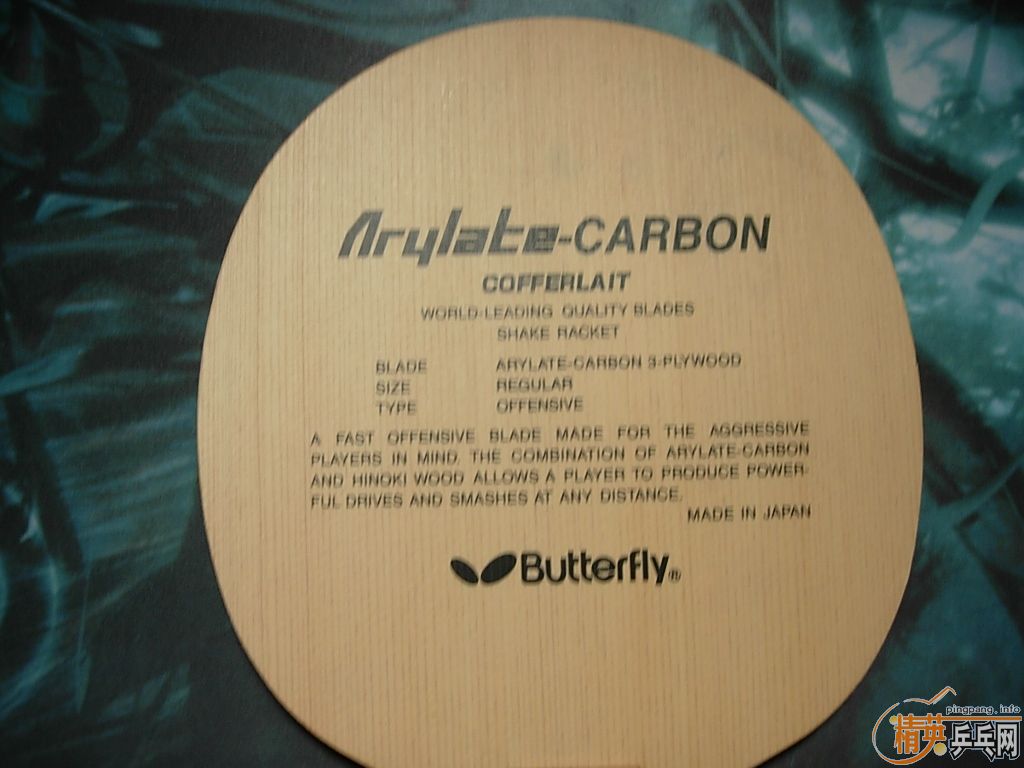 Arylate-CARBON
COFFERLAIT
WORLD-LEADING QUALITY BLADES
SHAKE RACKET
BLADE ARYLATE-CARBON 3-PLYWOOD
SIZE REGULAR
TYPE OFFENSIVE
A FAST OFFENSIVE BLADE MADE FOR THE AGGRESSIVE
PLAYERS IN MIND. THE COMBINATION OF ARYLATE-CARBON
AND HINOKI WOOD ALLOWS A PLAYER TO PRODUCE POWER-
FUL DRIVES AND SMASHES AT ANY DISTANCE.
MADE IN JAPAN
Butterfly®
pingpang.info
精英乒乓网